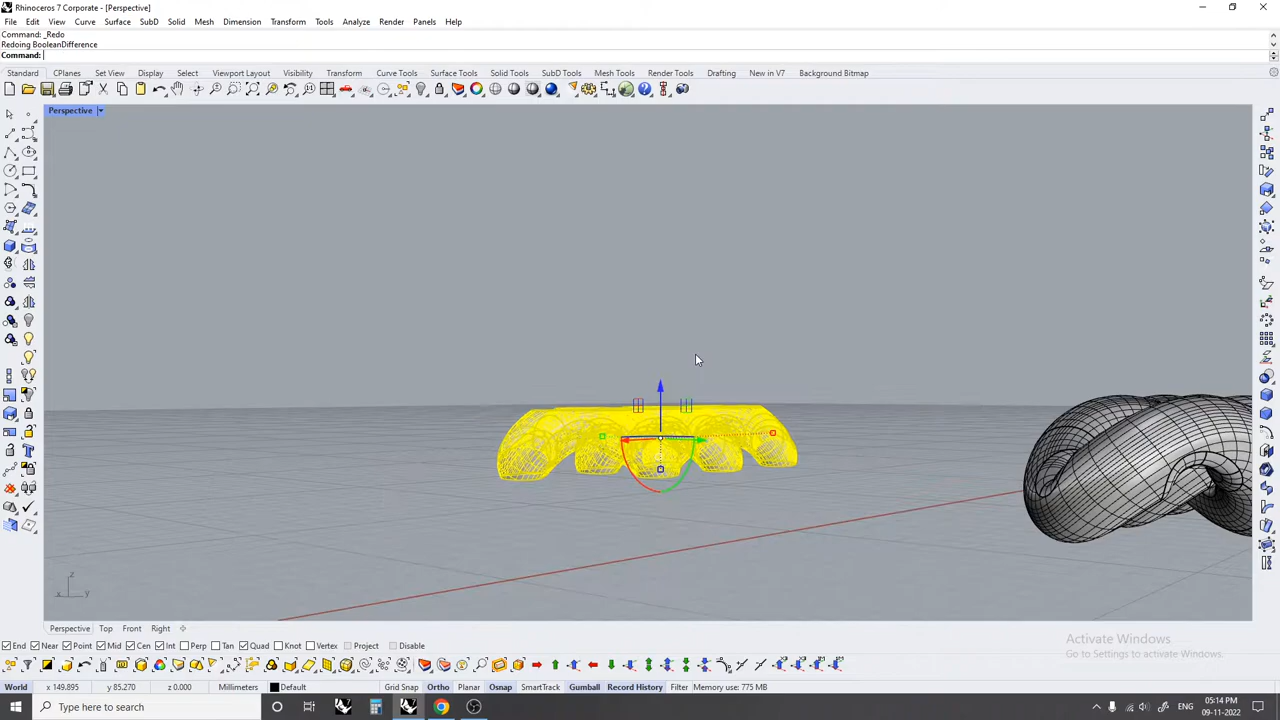 Rhinoceros 7 Corporate - [Perspective]
File Edit View Curve Surface SubD Solid Mesh Dimension Transform Tools Analyze Render Panels Help
Command: _Redo
Redoing BooleanDifference
Command:
Standard CPlanes Set View Display Select Viewport Layout Visibility Transform Curve Tools Surface Tools Solid Tools SubD Tools Mesh Tools Render Tools Drafting New in V7 Background Bitmap
Perspective
z
x y
Perspective Top Front Right
End Near Point Mid Cen Int Perp Tan Quad Knot Vertex Project Disable
Activate Windows
Go to Settings to activate Windows.
World x 149.895 y 85.270 z 0.000 Millimeters Default Grid Snap Ortho Planar Osnap SmartTrack Gumball Record History Filter Memory use: 775 MB
Type here to search ENG 05:14 PM
09-11-2022